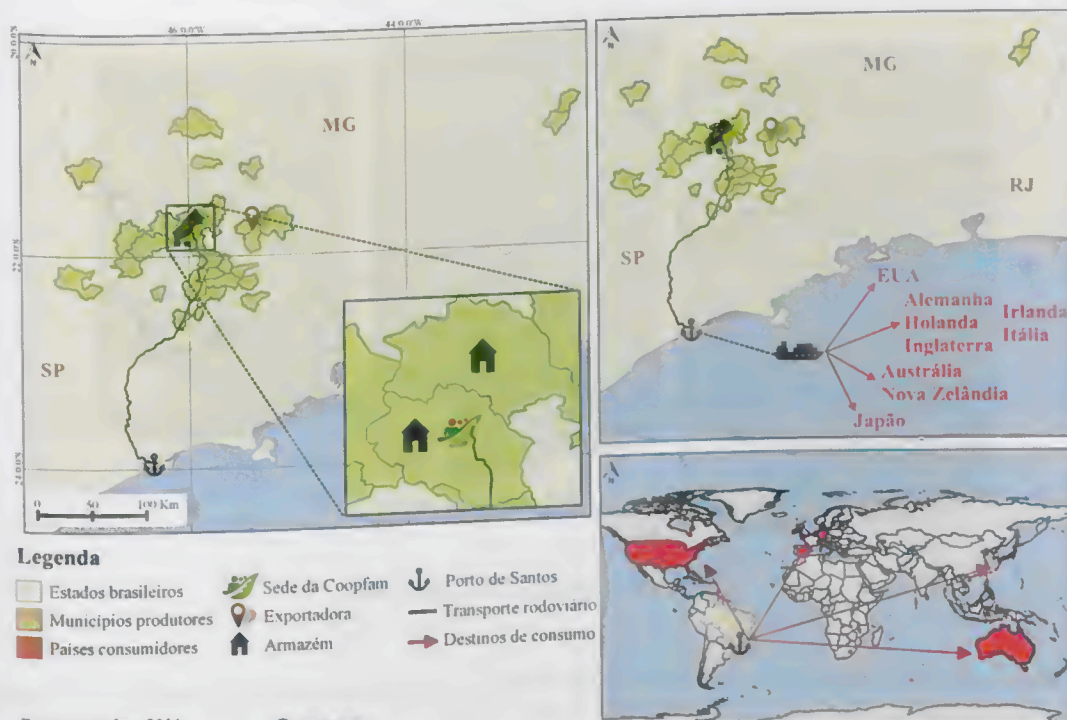 46.0.0'W
44.0.0'W
N
MG
SP
0 50 100 Km
N
MG
RJ
SP
EUA
Alemanha
Holanda
Inglaterra
Irlanda
Itália
Austrália
Nova Zelândia
Japão
N
Legenda
Estados brasileiros
Municípios produtores
Países consumidores
Sede da Coopfam
Exportadora
Armazém
Porto de Santos
Transporte rodoviário
Destinos de consumo